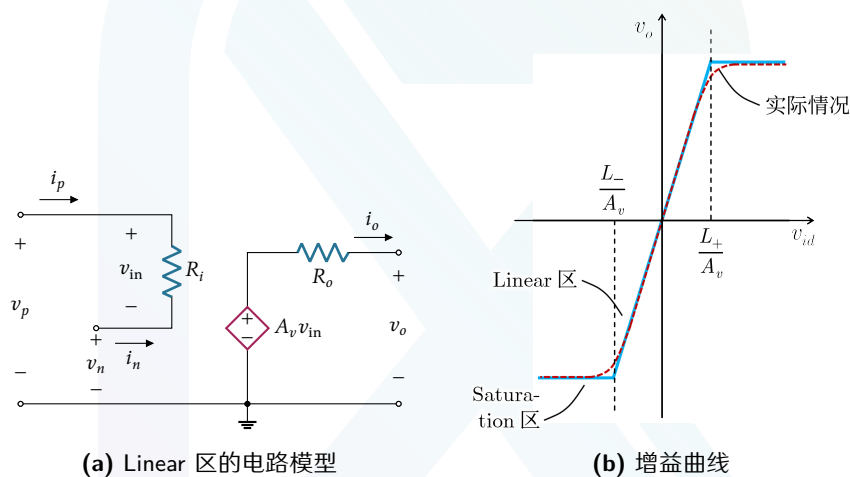 i_p
+
v_p
−
+
v_in
−
R_i
+
v_n
−
i_n
+
−
A_v v_in
R_o
i_o
+
v_o
−
(a) Linear 区的电路模型
v_o
实际情况
L_−
A_v
L_+
A_v
v_id
Linear 区
Satura-
tion 区
(b) 增益曲线